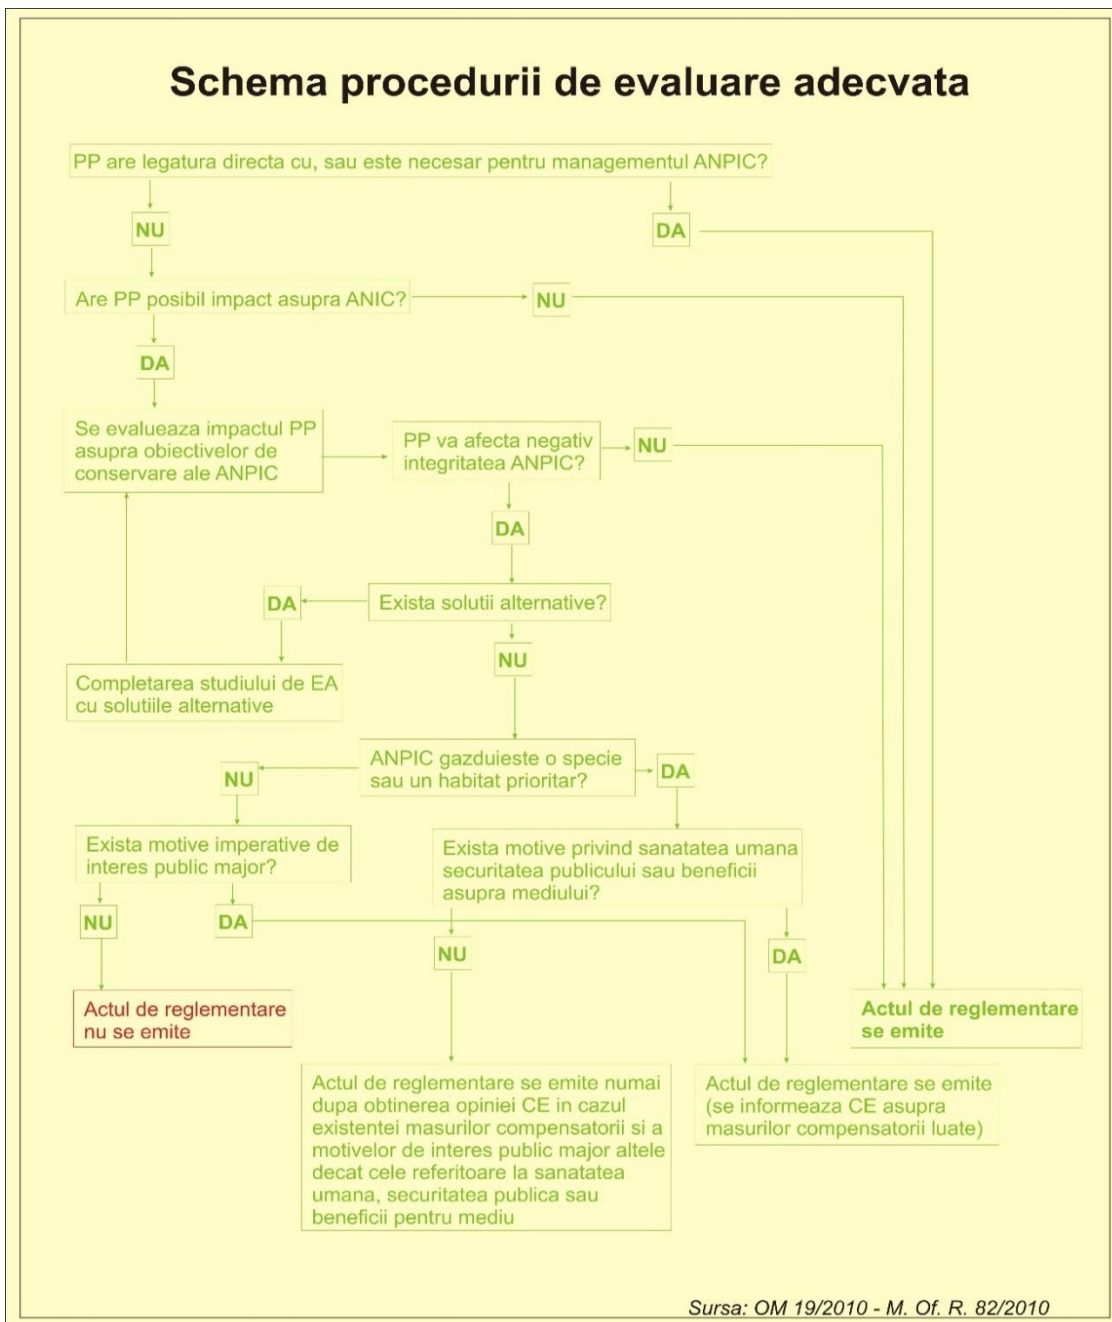 Schema procedurii de evaluare adecvata
PP are legatura directa cu, sau este necesar pentru managementul ANPIC?
NU
DA
Are PP posibil impact asupra ANIC?
NU
DA
Se evalueaza impactul PP
asupra obiectivelor de
conservare ale ANPIC
PP va afecta negativ
integritatea ANPIC?
NU
DA
Exista solutii alternative?
DA
NU
Completarea studiului de EA
cu solutiile alternative
ANPIC gazduieste o specie
sau un habitat prioritar?
NU
DA
Exista motive imperative de
interes public major?
Exista motive privind sanatatea umana
securitatea publicului sau beneficii
asupra mediului?
NU
DA
NU
DA
Actul de reglementare
nu se emite
Actul de reglementare
se emite
Actul de reglementare se emite numai
dupa obtinerea opiniei CE in cazul
existentei masurilor compensatorii si a
motivelor de interes public major altele
decat cele referitoare la sanatatea
umana, securitatea publica sau
beneficii pentru mediu
Actul de reglementare se emite
(se informeaza CE asupra
masurilor compensatorii luate)
Sursa: OM 19/2010 - M. Of. R. 82/2010